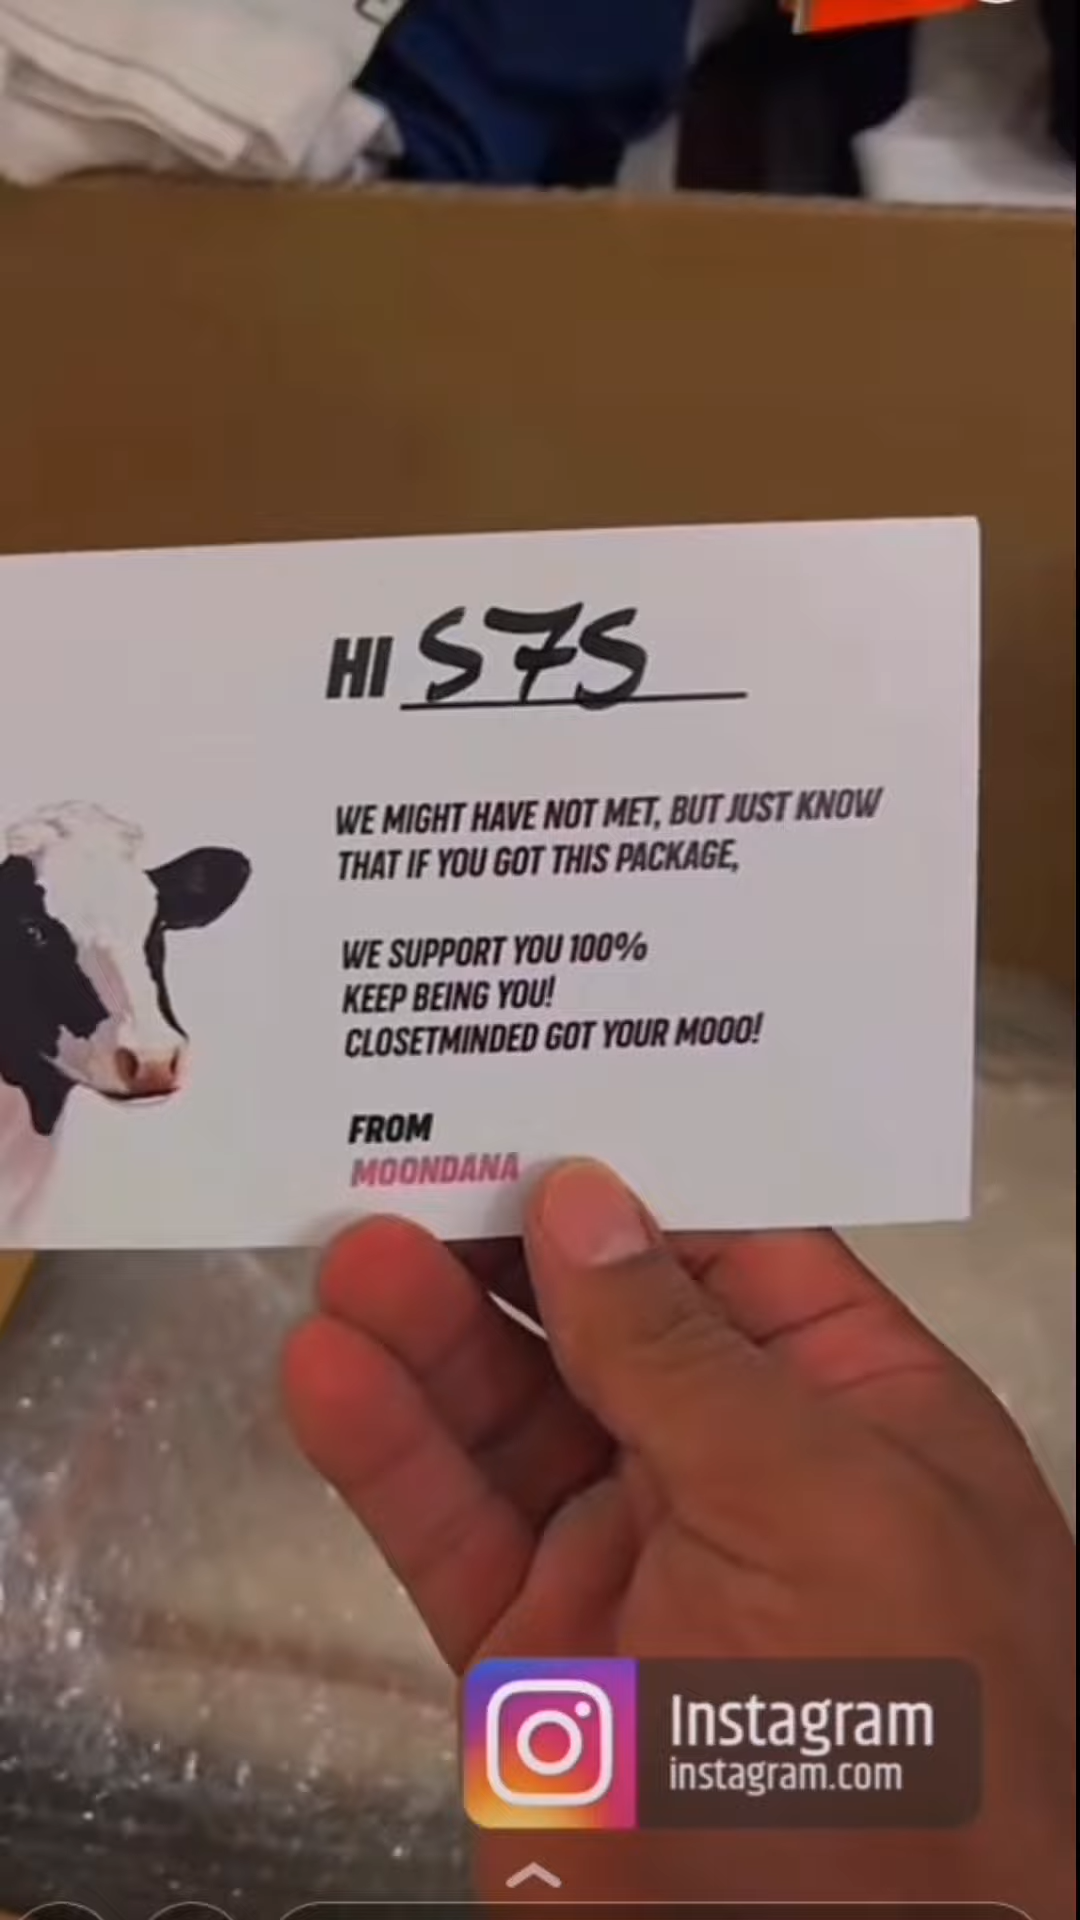 HI S7S
WE MIGHT HAVE NOT MET, BUT JUST KNOW
THAT IF YOU GOT THIS PACKAGE,
WE SUPPORT YOU 100%
KEEP BEING YOU!
CLOSETMINDED GOT YOUR MOOO!
FROM
MOONDANA
Instagram
instagram.com